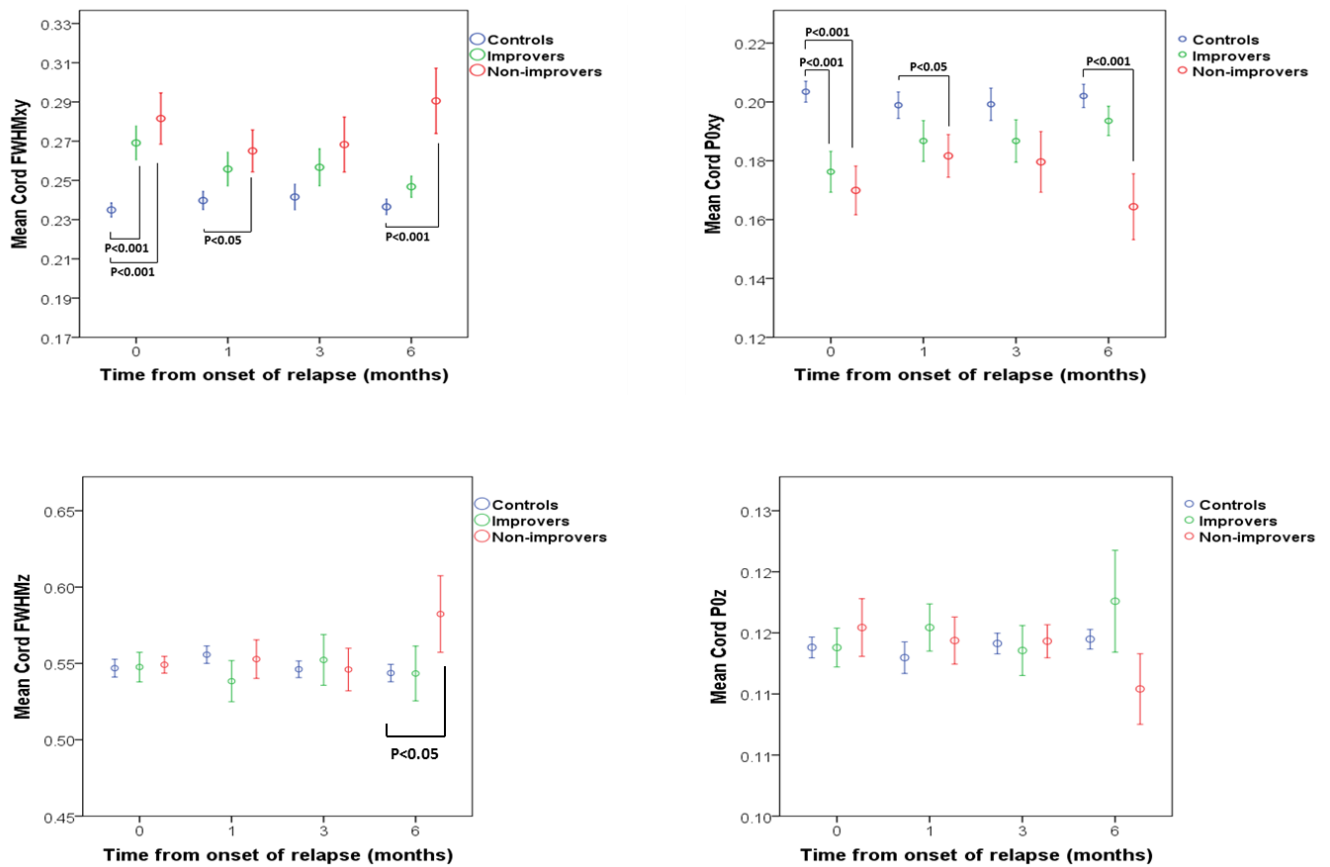 0.33
0.31
0.29
0.27
0.25
0.23
0.21
0.19
0.17
Mean Cord FWHMxy
P<0.001
P<0.001
P<0.05
P<0.001
0 1 3 6
Time from onset of relapse (months)
Controls
Improvers
Non-improvers
0.22
0.20
0.18
0.16
0.14
0.12
Mean Cord P0xy
P<0.001
P<0.001
P<0.05
P<0.001
0 1 3 6
Time from onset of relapse (months)
Controls
Improvers
Non-improvers
0.65
0.60
0.55
0.50
0.45
Mean Cord FWHMz
P<0.05
0 1 3 6
Time from onset of relapse (months)
Controls
Improvers
Non-improvers
0.13
0.12
0.12
0.11
0.11
0.10
Mean Cord P0z
0 1 3 6
Time from onset of relapse (months)
Controls
Improvers
Non-improvers